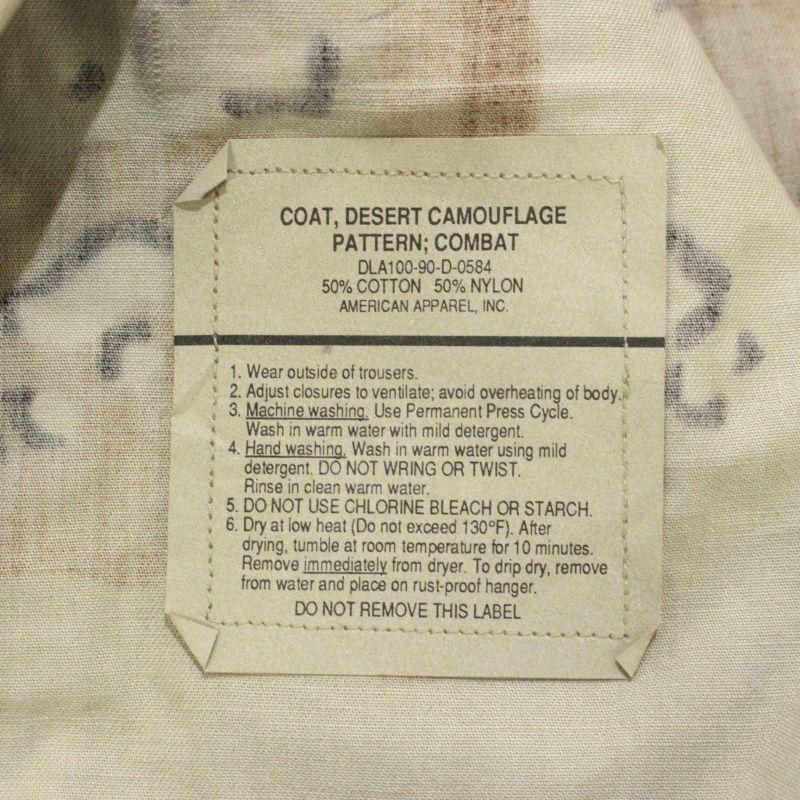 COAT, DESERT CAMOUFLAGE
PATTERN; COMBAT
DLA100-90-D-0584
50% COTTON 50% NYLON
AMERICAN APPAREL, INC.
1. Wear outside of trousers.
2. Adjust closures to ventilate; avoid overheating of body.
3. Machine washing. Use Permanent Press Cycle.
Wash in warm water with mild detergent.
4. Hand washing. Wash in warm water using mild
detergent. DO NOT WRING OR TWIST.
Rinse in clean warm water.
5. DO NOT USE CHLORINE BLEACH OR STARCH.
6. Dry at low heat (Do not exceed 130°F). After
drying, tumble at room temperature for 10 minutes.
Remove immediately from dryer. To drip dry, remove
from water and place on rust-proof hanger.
DO NOT REMOVE THIS LABEL